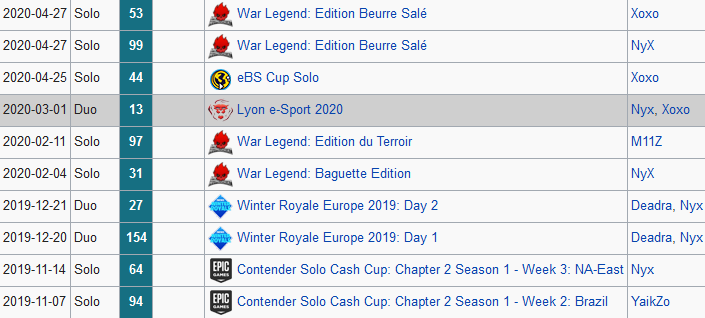 2020-04-27 Solo 53 War Legend: Edition Beurre Salé Xoxo
2020-04-27 Solo 99 War Legend: Edition Beurre Salé NyX
2020-04-25 Solo 44 eBS Cup Solo Xoxo
2020-03-01 Duo 13 Lyon e-Sport 2020 Nyx, Xoxo
2020-02-11 Solo 97 War Legend: Edition du Terroir M11Z
2020-02-04 Solo 31 War Legend: Baguette Edition NyX
2019-12-21 Duo 27 Winter Royale Europe 2019: Day 2 Deadra, Nyx
2019-12-20 Duo 154 Winter Royale Europe 2019: Day 1 Deadra, Nyx
2019-11-14 Solo 64 EPIC GAMES Contender Solo Cash Cup: Chapter 2 Season 1 - Week 3: NA-East Nyx
2019-11-07 Solo 94 EPIC GAMES Contender Solo Cash Cup: Chapter 2 Season 1 - Week 2: Brazil YaikZo